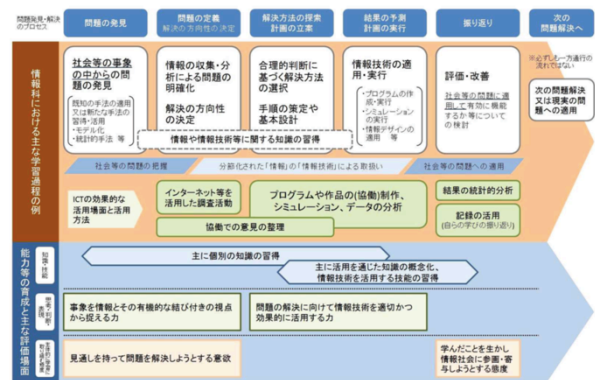 問題発見・解決
のプロセス
問題の発見
問題の定義
解決の方向性の決定
解決方法の探索
計画の立案
結果の予測
計画の実行
振り返り
次の
問題解決へ
情報科における主な学習過程の例
社会等の事象
の中からの問
題の発見
既知の手法の適用
又は新たな手法の
習得・活用
・モデル化
・統計的手法 等
情報の収集・分
析による問題の
明確化
解決の方向性
の決定
合理的判断に
基づく解決方法
の選択
手順の策定や
基本設計
情報技術の適
用・実行
・プログラムの作
成・実行
・シミュレーション
の実行
・情報デザインの
適用 等
評価・改善
社会等の問題に適
用して有効に機能
するか等について
の検討
※必ずしも一方通行の
流れではない
次の問題解決
又は現実の問
題への適用
情報や情報技術等に関する知識の習得
社会等の問題の把握
分節化された「情報」の「情報技術」による取扱い
社会等の問題への適用
ICTの効果的な
活用場面と活用
方法
インターネット等を
活用した調査活動
プログラムや作品の(協働)制作、
シミュレーション、データの分析
結果の統計的分析
協働での意見の整理
記録の活用
(自らの学びの振り返り)
能力等の育成と主な評価場面
知識・技能
主に個別の知識の習得
主に活用を通じた知識の概念化、
情報技術を活用する技能の習得
思考・判断・
表現
事象を情報とその有機的な結び付きの視点
から捉える力
問題の解決に向けて情報技術を適切かつ
効果的に活用する力
見通しを持って問題を解決しようとする意欲
学んだことを生かし
情報社会に参画・寄
与しようとする態度